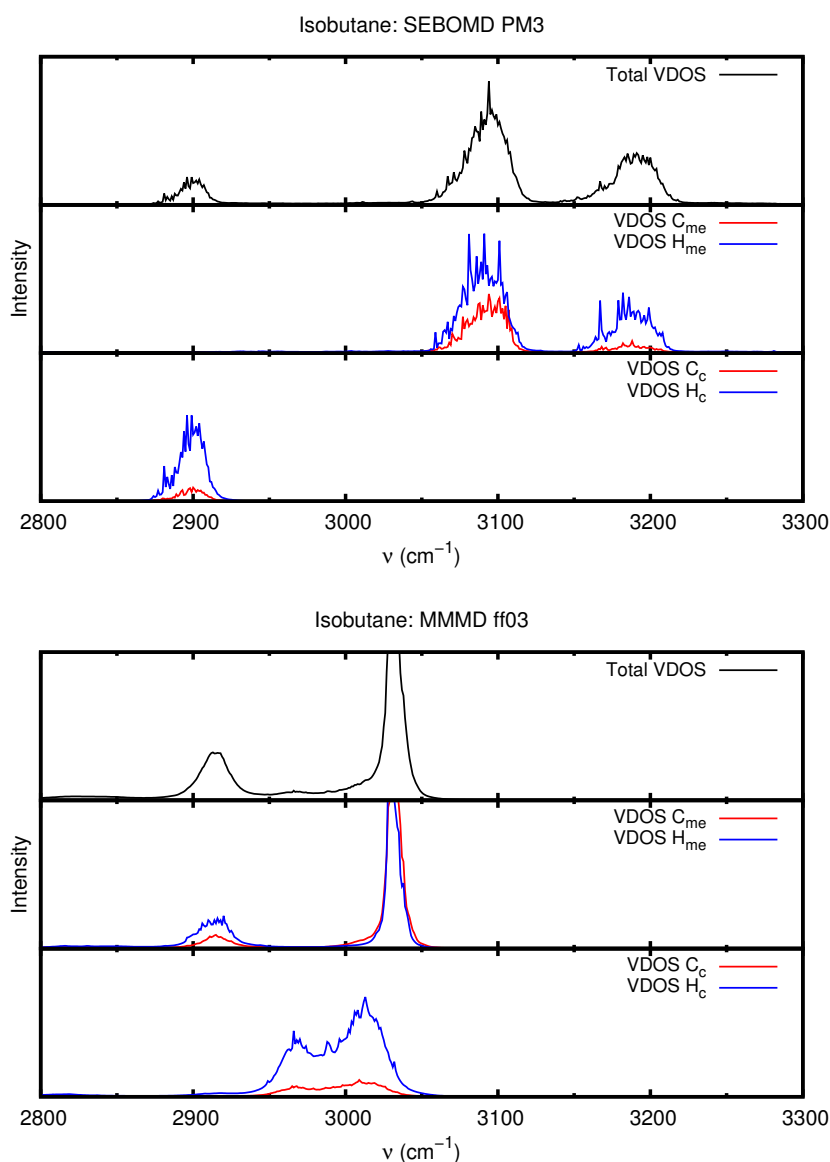 Isobutane: SEBOMD PM3
Total VDOS
VDOS C_me
VDOS H_me
Intensity
VDOS C_c
VDOS H_c
2800 2900 3000 3100 3200 3300
ν (cm⁻¹)
Isobutane: MMMD ff03
Total VDOS
VDOS C_me
VDOS H_me
Intensity
VDOS C_c
VDOS H_c
2800 2900 3000 3100 3200 3300
ν (cm⁻¹)